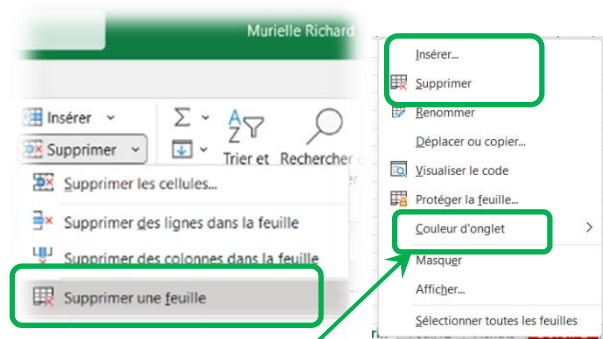 Murielle Richard
Insérer
Supprimer
Trier et
Rechercher
Supprimer les cellules...
Supprimer des lignes dans la feuille
Supprimer des colonnes dans la feuille
Supprimer une feuille
Insérer...
Supprimer
Renommer
Déplacer ou copier...
Visualiser le code
Protéger la feuille...
Couleur d'onglet
Masquer
Afficher...
Sélectionner toutes les feuilles